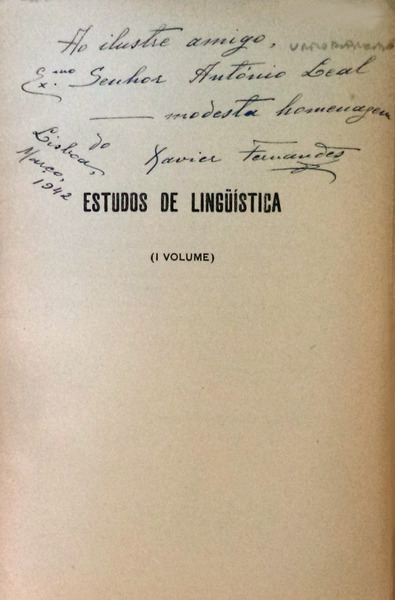 Ao ilustre amigo,
Ex.mo Senhor António Leal
modesta homenagem
do
Xavier Fernandes
Lisboa,
Março,
1942
ESTUDOS DE LINGÜÍSTICA
(I VOLUME)